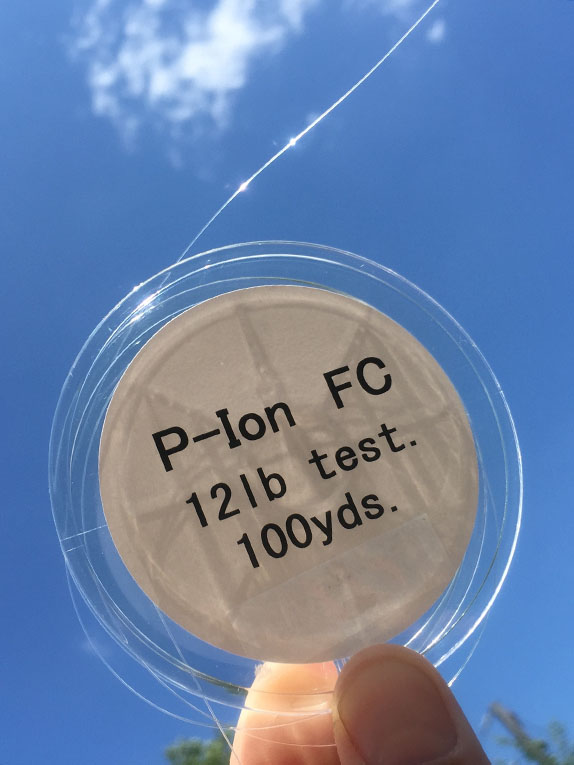 P-Ion FC
12lb test.
100yds.